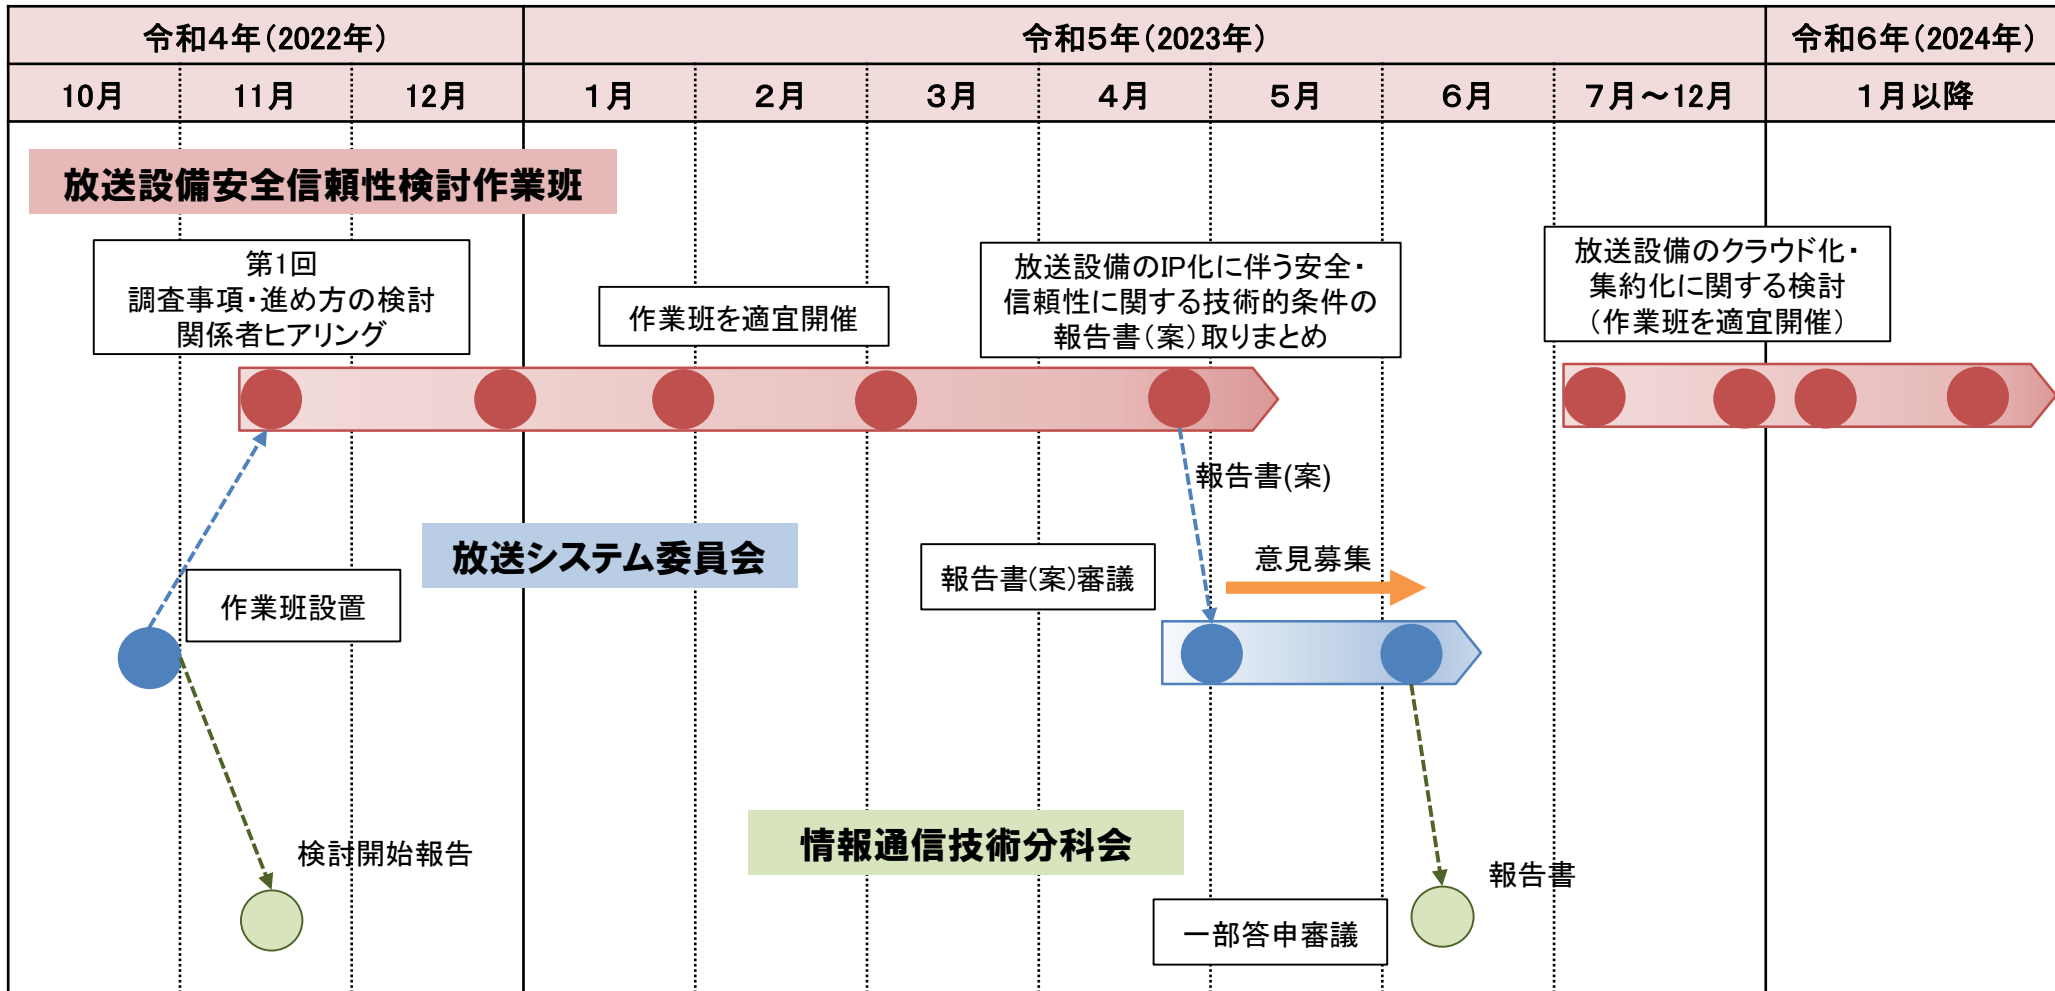 令和４年（2022年）
令和５年（2023年）
令和６年（2024年）
10月
11月
12月
１月
２月
３月
４月
５月
６月
７月～12月
１月以降
放送設備安全信頼性検討作業班
第１回
調査事項・進め方の検討
関係者ヒアリング
作業班を適宜開催
放送設備のIP化に伴う安全・
信頼性に関する技術的条件の
報告書（案）取りまとめ
放送設備のクラウド化・
集約化に関する検討
（作業班を適宜開催）
報告書(案)
放送システム委員会
作業班設置
報告書(案)審議
意見募集
検討開始報告
情報通信技術分科会
報告書
一部答申審議